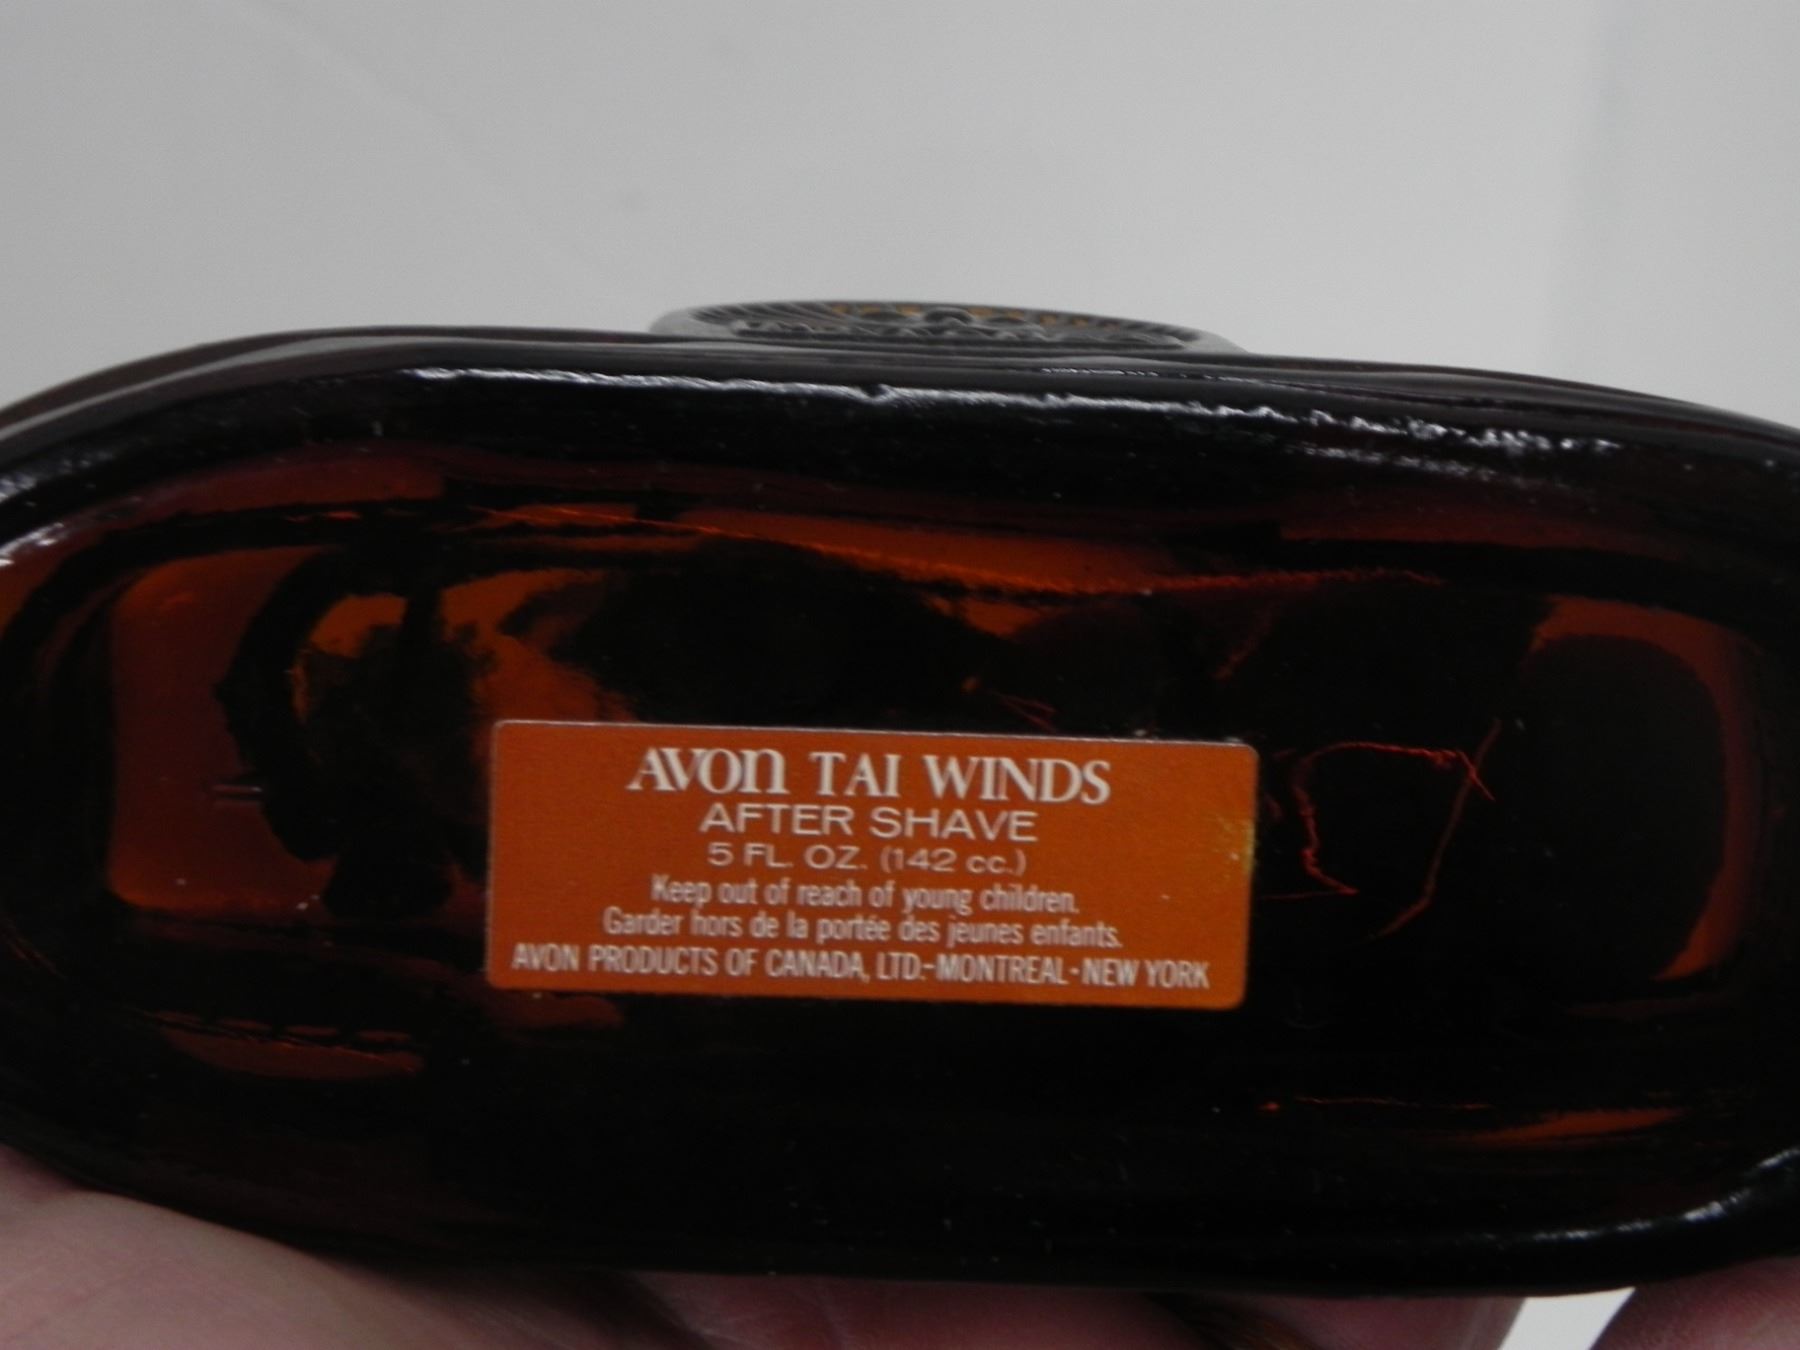 AVON TAI WINDS
AFTER SHAVE
5 FL. OZ. (142 cc.)
Keep out of reach of young children.
Garder hors de la portée des jeunes enfants.
AVON PRODUCTS OF CANADA, LTD.-MONTREAL·NEW YORK